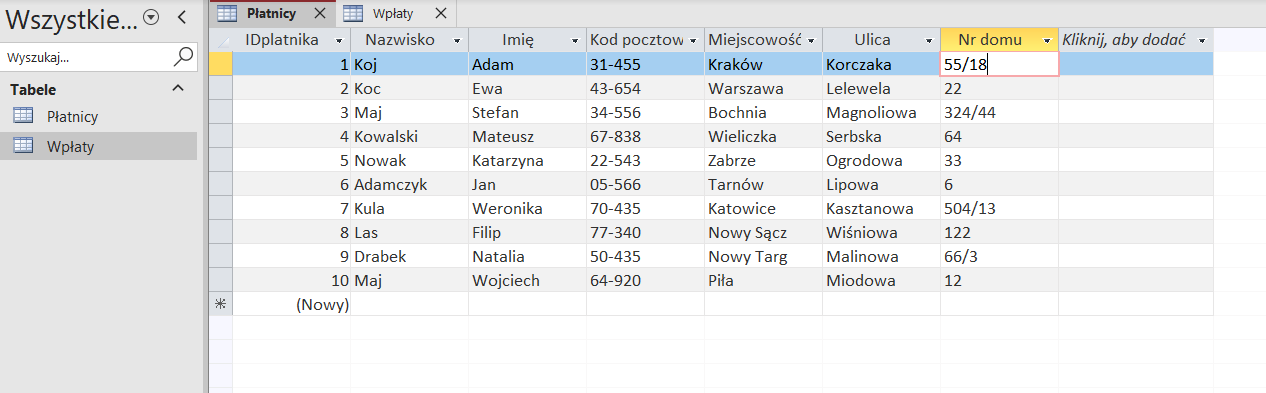 Wszystkie...
Wyszukaj...
Tabele
Płatnicy
Wpłaty
Płatnicy Wpłaty
IDplatnika Nazwisko Imię Kod pocztow Miejscowość Ulica Nr domu Kliknij, aby dodać
1 Koj Adam 31-455 Kraków Korczaka 55/18
2 Koc Ewa 43-654 Warszawa Lelewela 22
3 Maj Stefan 34-556 Bochnia Magnoliowa 324/44
4 Kowalski Mateusz 67-838 Wieliczka Serbska 64
5 Nowak Katarzyna 22-543 Zabrze Ogrodowa 33
6 Adamczyk Jan 05-566 Tarnów Lipowa 6
7 Kula Weronika 70-435 Katowice Kasztanowa 504/13
8 Las Filip 77-340 Nowy Sącz Wiśniowa 122
9 Drabek Natalia 50-435 Nowy Targ Malinowa 66/3
10 Maj Wojciech 64-920 Piła Miodowa 12
(Nowy)